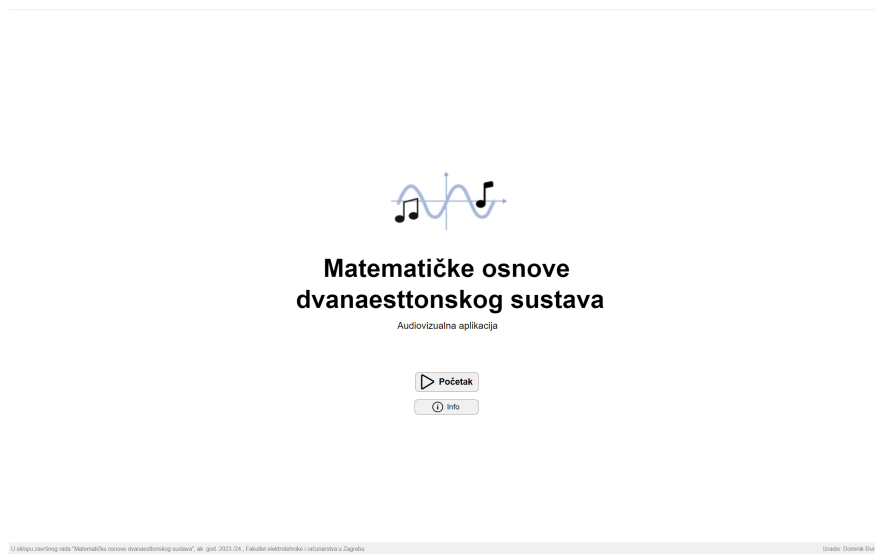 Matematičke osnove
dvanaesttonskog sustava
Audiovizualna aplikacija
Početak
Info
U sklopu završnog rada "Matematičke osnove dvanaesttonskog sustava", ak. god. 2023./24., Fakultet elektrotehnike i računarstva u Zagrebu
Izradio: Dominik